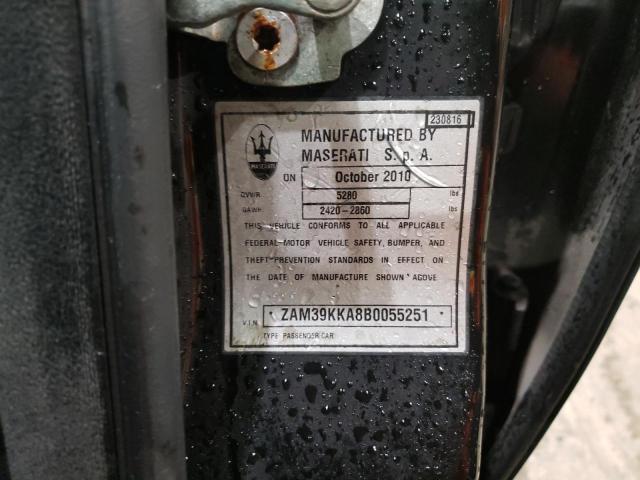 230816
MANUFACTURED BY
MASERATI S.p.A.
MASERATI
ON October 2010
GVWR 5280 lbs
GAWR 2420-2860 lbs
THIS VEHICLE CONFORMS TO ALL APPLICABLE
FEDERAL MOTOR VEHICLE SAFETY, BUMPER, AND
THEFT PREVENTION STANDARDS IN EFFECT ON
THE DATE OF MANUFACTURE SHOWN ABOVE
V.I.N. * ZAM39KKA8B0055251 *
TYPE PASSENGER CAR